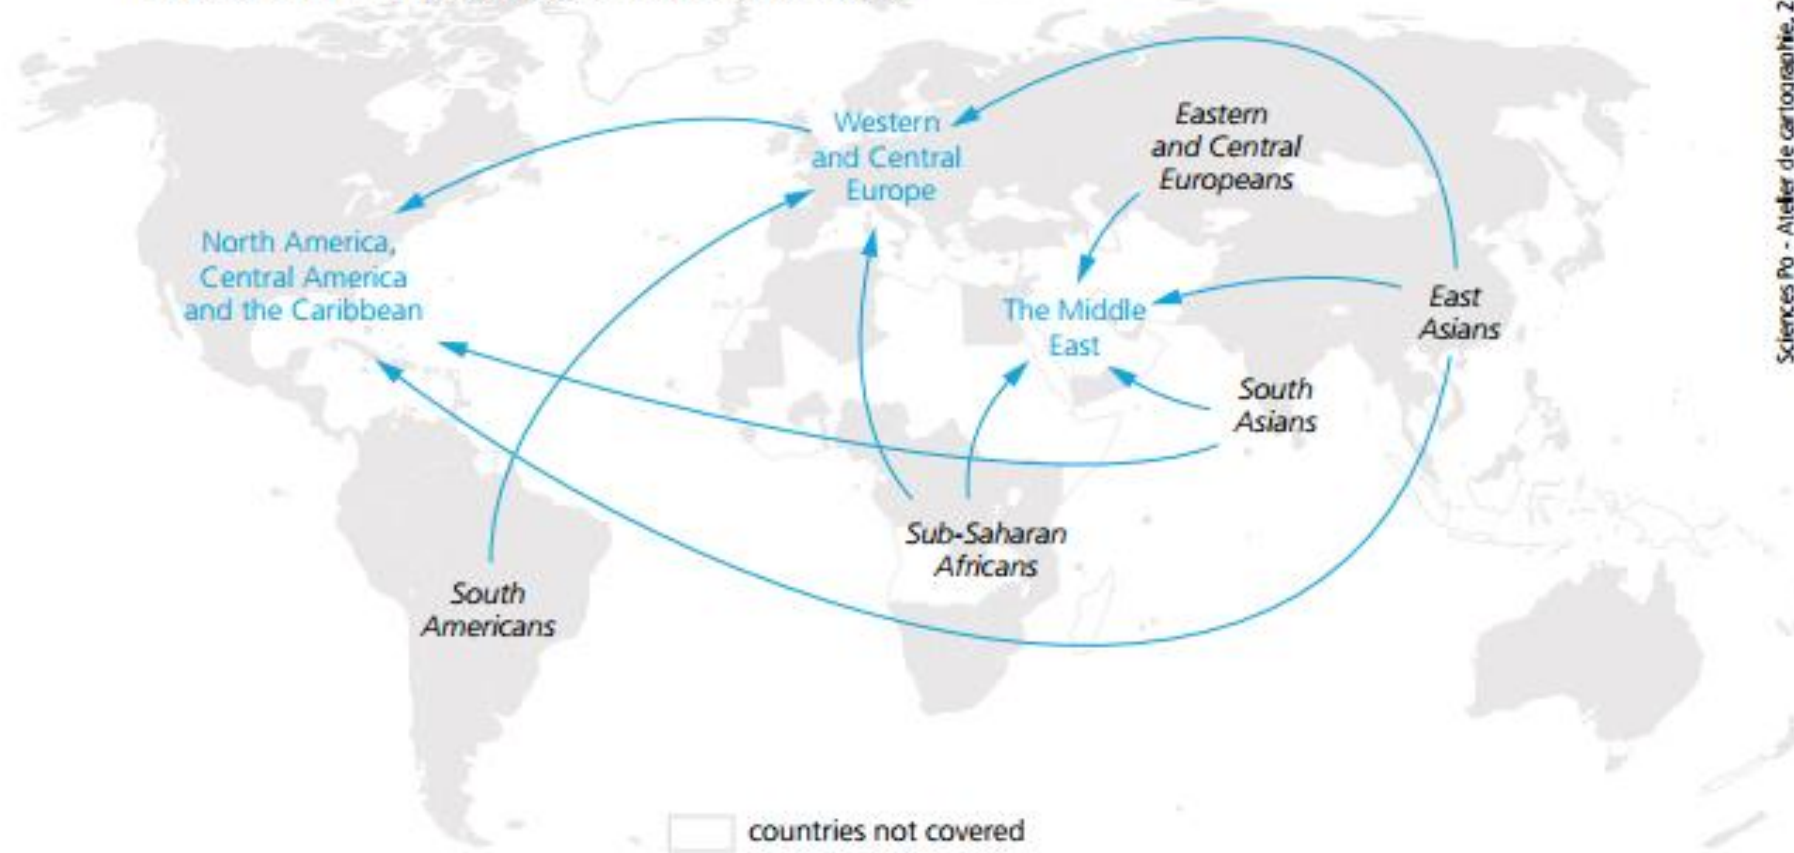 Western
and Central
Europe
Eastern
and Central
Europeans
North America,
Central America
and the Caribbean
The Middle
East
East
Asians
South
Asians
Sub-Saharan
Africans
South
Americans
countries not covered
Sciences Po - Atelier de cartographie, 2